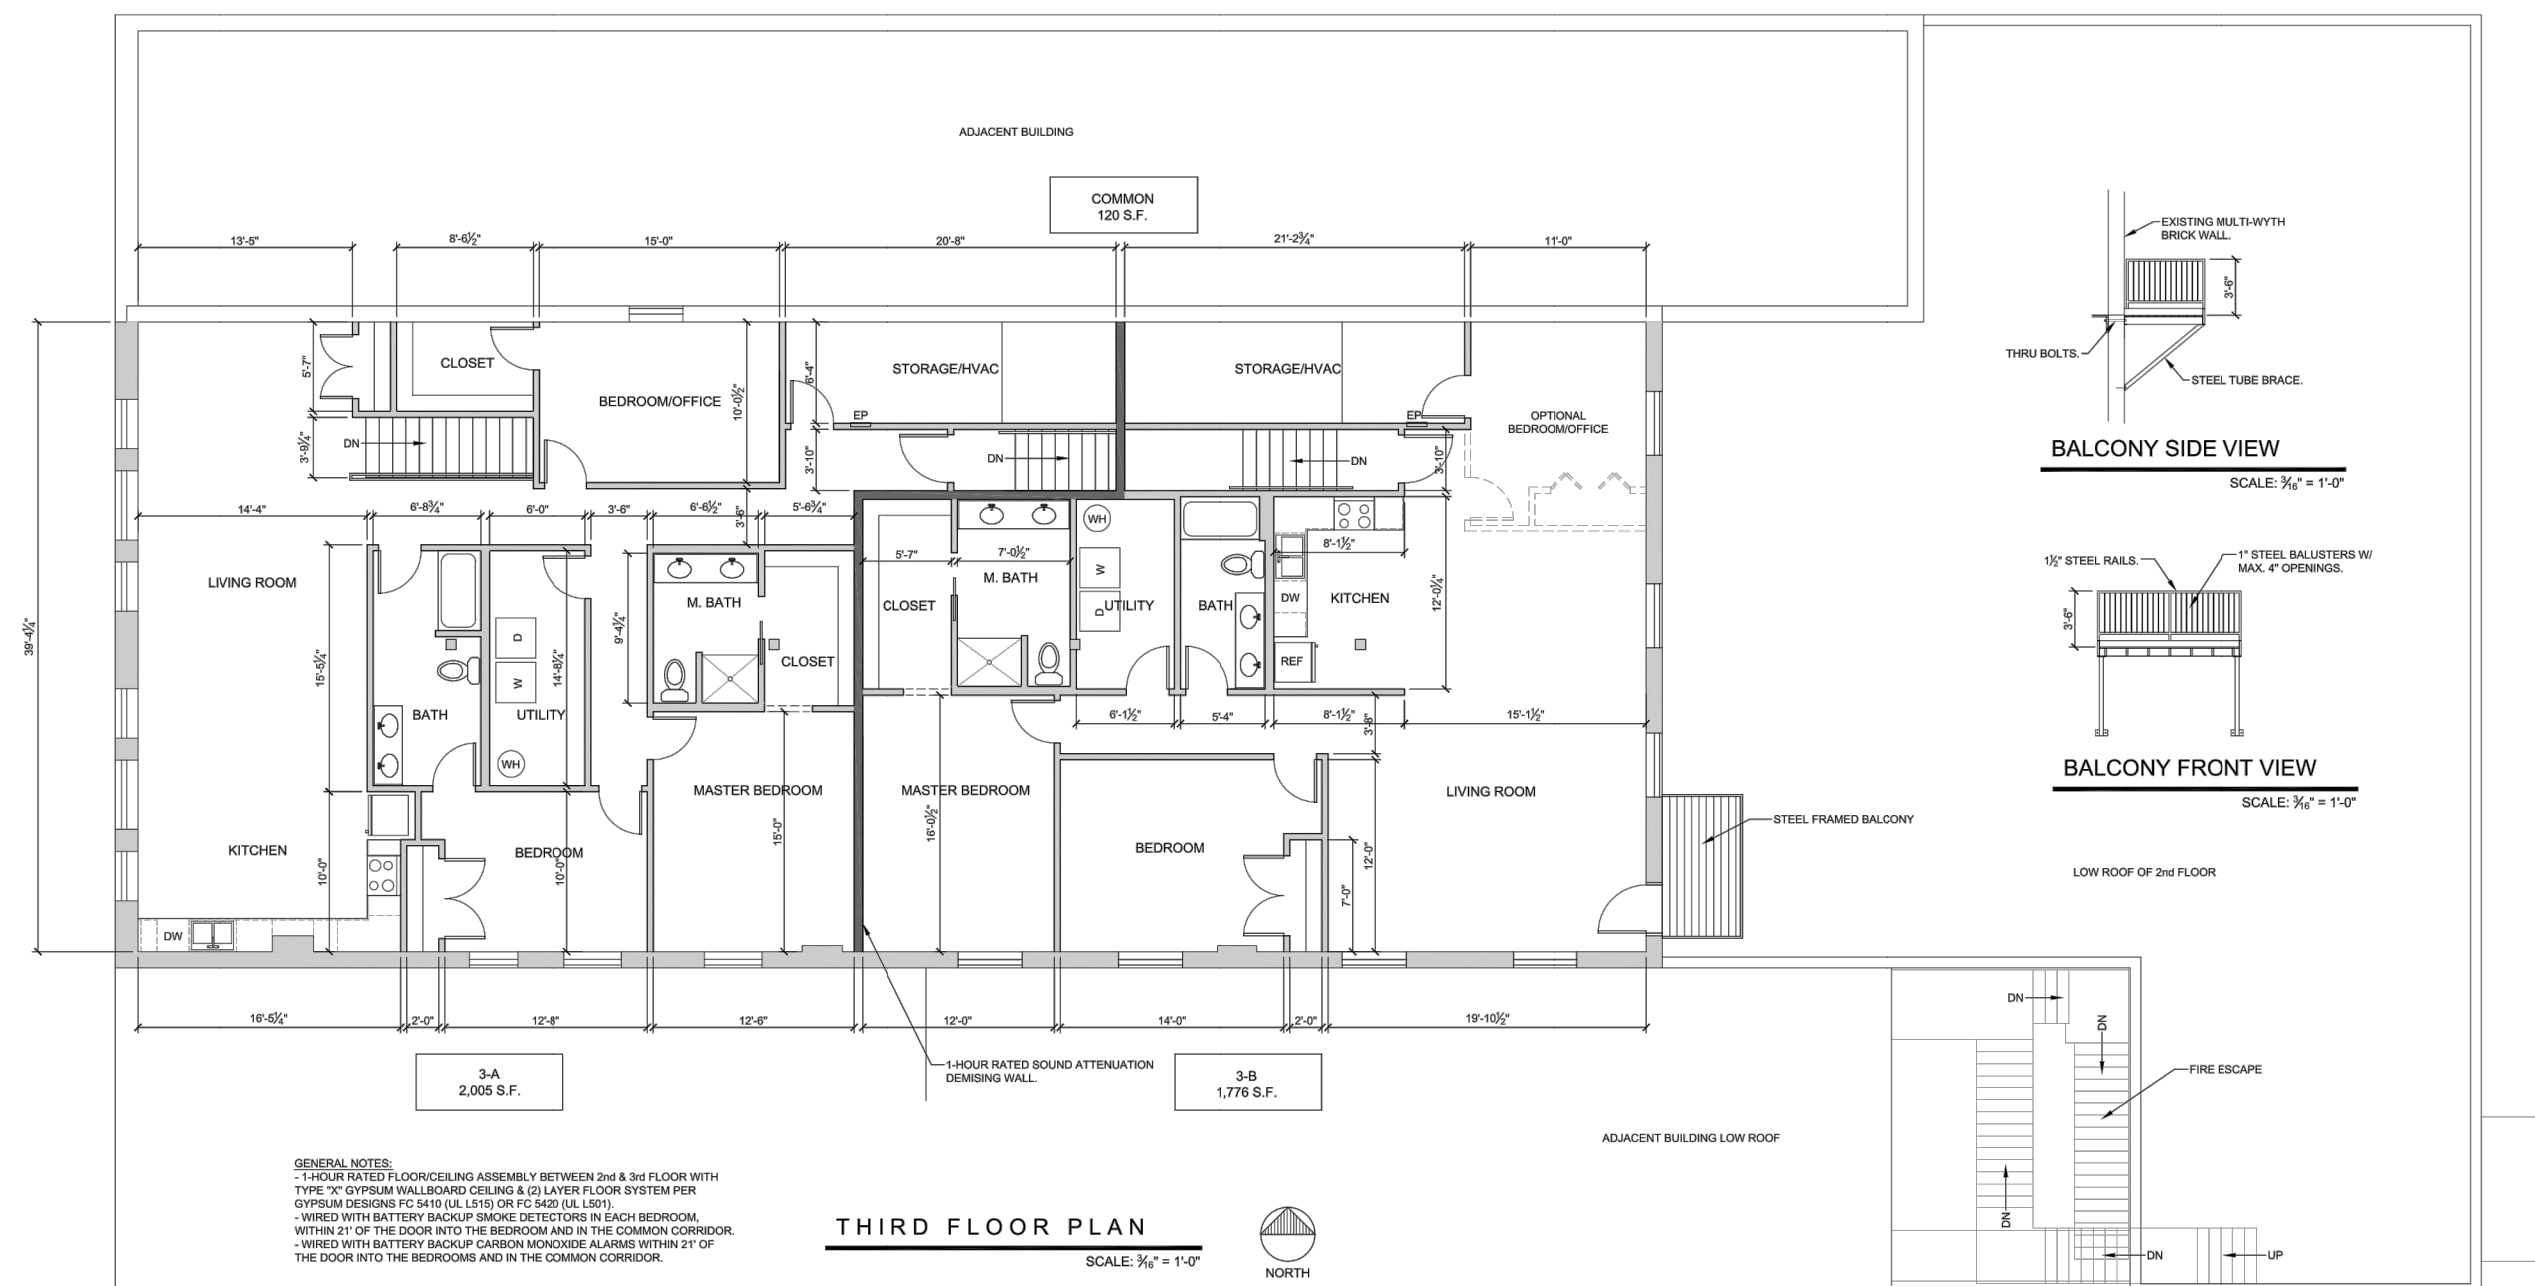 ADJACENT BUILDING
COMMON
120 S.F.
13'-5"
8'-6½"
15'-0"
20'-8"
21'-2¾"
11'-0"
EXISTING MULTI-WYTH
BRICK WALL.
3'-6"
THRU BOLTS.
STEEL TUBE BRACE.
BALCONY SIDE VIEW
SCALE: 3/16" = 1'-0"
39'-4¼"
5'-7"
CLOSET
BEDROOM/OFFICE
10'-0½"
6'-4"
STORAGE/HVAC
STORAGE/HVAC
EP
EP
OPTIONAL
BEDROOM/OFFICE
3'-9¼"
DN
3'-10"
DN
DN
3'-10"
14'-4"
6'-8¾"
6'-0"
3'-6"
6'-6½"
3'-6"
5'-6¾"
WH
5'-7"
7'-0½"
8'-1½"
LIVING ROOM
M. BATH
CLOSET
M. BATH
W
D
UTILITY
BATH
DW
KITCHEN
12'-0¼"
REF
15'-5¼"
D
W
14'-8¼"
9'-4¼"
CLOSET
BATH
UTILITY
WH
6'-1½"
5'-4"
8'-1½"
3'-8"
15'-1½"
1½" STEEL RAILS.
1" STEEL BALUSTERS W/
MAX. 4" OPENINGS.
3'-6"
BALCONY FRONT VIEW
SCALE: 3/16" = 1'-0"
MASTER BEDROOM
15'-0"
MASTER BEDROOM
16'-0½"
LIVING ROOM
STEEL FRAMED BALCONY
KITCHEN
10'-0"
BEDROOM
10'-0"
BEDROOM
12'-0"
7'-0"
DW
LOW ROOF OF 2nd FLOOR
16'-5¼"
2'-0"
12'-8"
12'-6"
12'-0"
14'-0"
2'-0"
19'-10½"
3-A
2,005 S.F.
1-HOUR RATED SOUND ATTENUATION
DEMISING WALL.
3-B
1,776 S.F.
DN
DN
FIRE ESCAPE
ADJACENT BUILDING LOW ROOF
DN
DN
UP
GENERAL NOTES:
- 1-HOUR RATED FLOOR/CEILING ASSEMBLY BETWEEN 2nd & 3rd FLOOR WITH
TYPE "X" GYPSUM WALLBOARD CEILING & (2) LAYER FLOOR SYSTEM PER
GYPSUM DESIGNS FC 5410 (UL L515) OR FC 5420 (UL L501).
- WIRED WITH BATTERY BACKUP SMOKE DETECTORS IN EACH BEDROOM,
WITHIN 21' OF THE DOOR INTO THE BEDROOM AND IN THE COMMON CORRIDOR.
- WIRED WITH BATTERY BACKUP CARBON MONOXIDE ALARMS WITHIN 21' OF
THE DOOR INTO THE BEDROOMS AND IN THE COMMON CORRIDOR.
THIRD FLOOR PLAN
SCALE: 3/16" = 1'-0"
NORTH